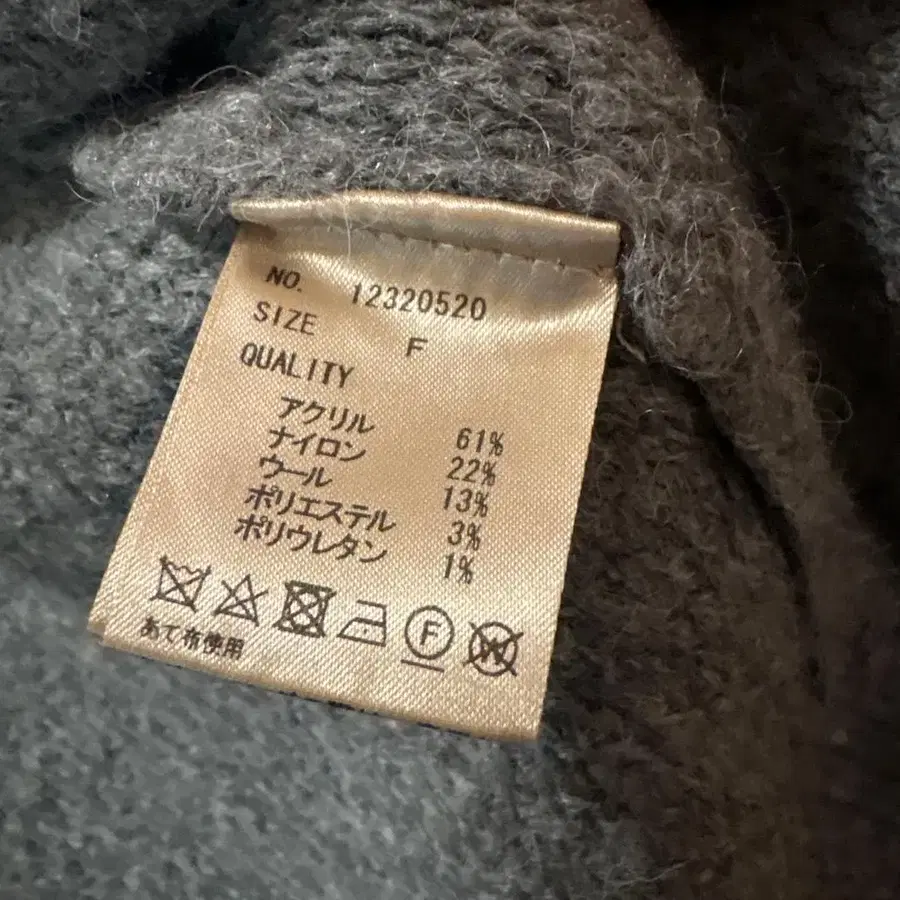 NO. 12320520
SIZE F
QUALITY
アクリル 61%
ナイロン 22%
ウール 13%
ポリエステル 3%
ポリウレタン 1%
F W
あて布使用